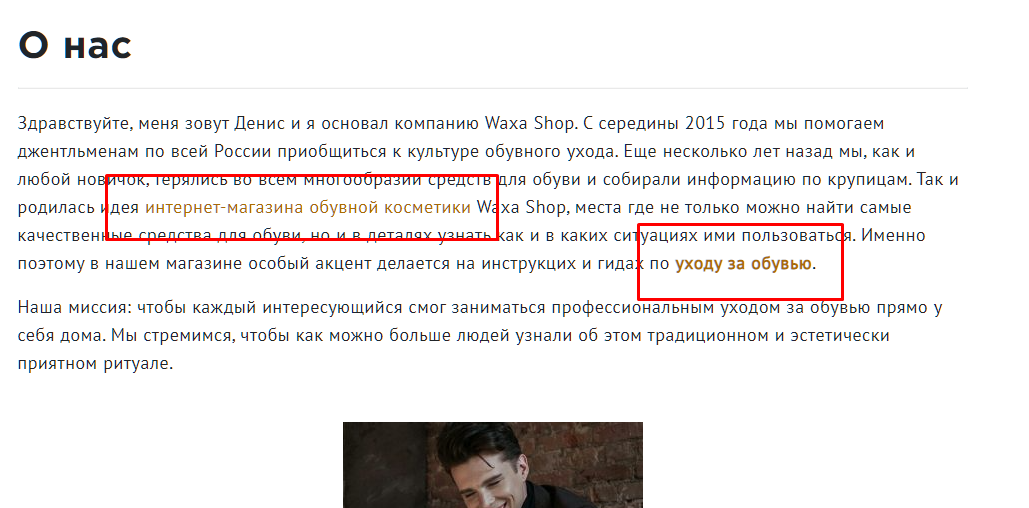 О нас
Здравствуйте, меня зовут Денис и я основал компанию Waxa Shop. С середины 2015 года мы помогаем
джентльменам по всей России приобщиться к культуре обувного ухода. Еще несколько лет назад мы, как и
любой новичок, терялись во всем многообразии средств для обуви и собирали информацию по крупицам. Так и
родилась идея интернет-магазина обувной косметики Waxa Shop, места где не только можно найти самые
качественные средства для обуви, но и в деталях узнать как и в каких ситуациях ими пользоваться. Именно
поэтому в нашем магазине особый акцент делается на инструкциях и гидах по уходу за обувью.
Наша миссия: чтобы каждый интересующийся смог заниматься профессиональным уходом за обувью прямо у
себя дома. Мы стремимся, чтобы как можно больше людей узнали об этом традиционном и эстетически
приятном ритуале.